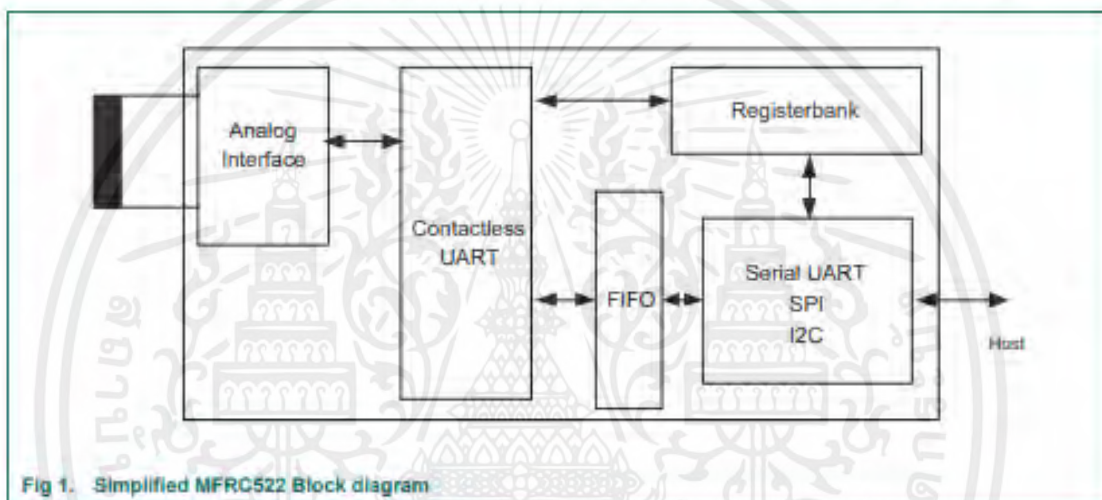 Analog
Interface
Contactless
UART
Registerbank
FIFO
Serial UART
SPI
I2C
Host
Fig 1. Simplified MFRC522 Block diagram